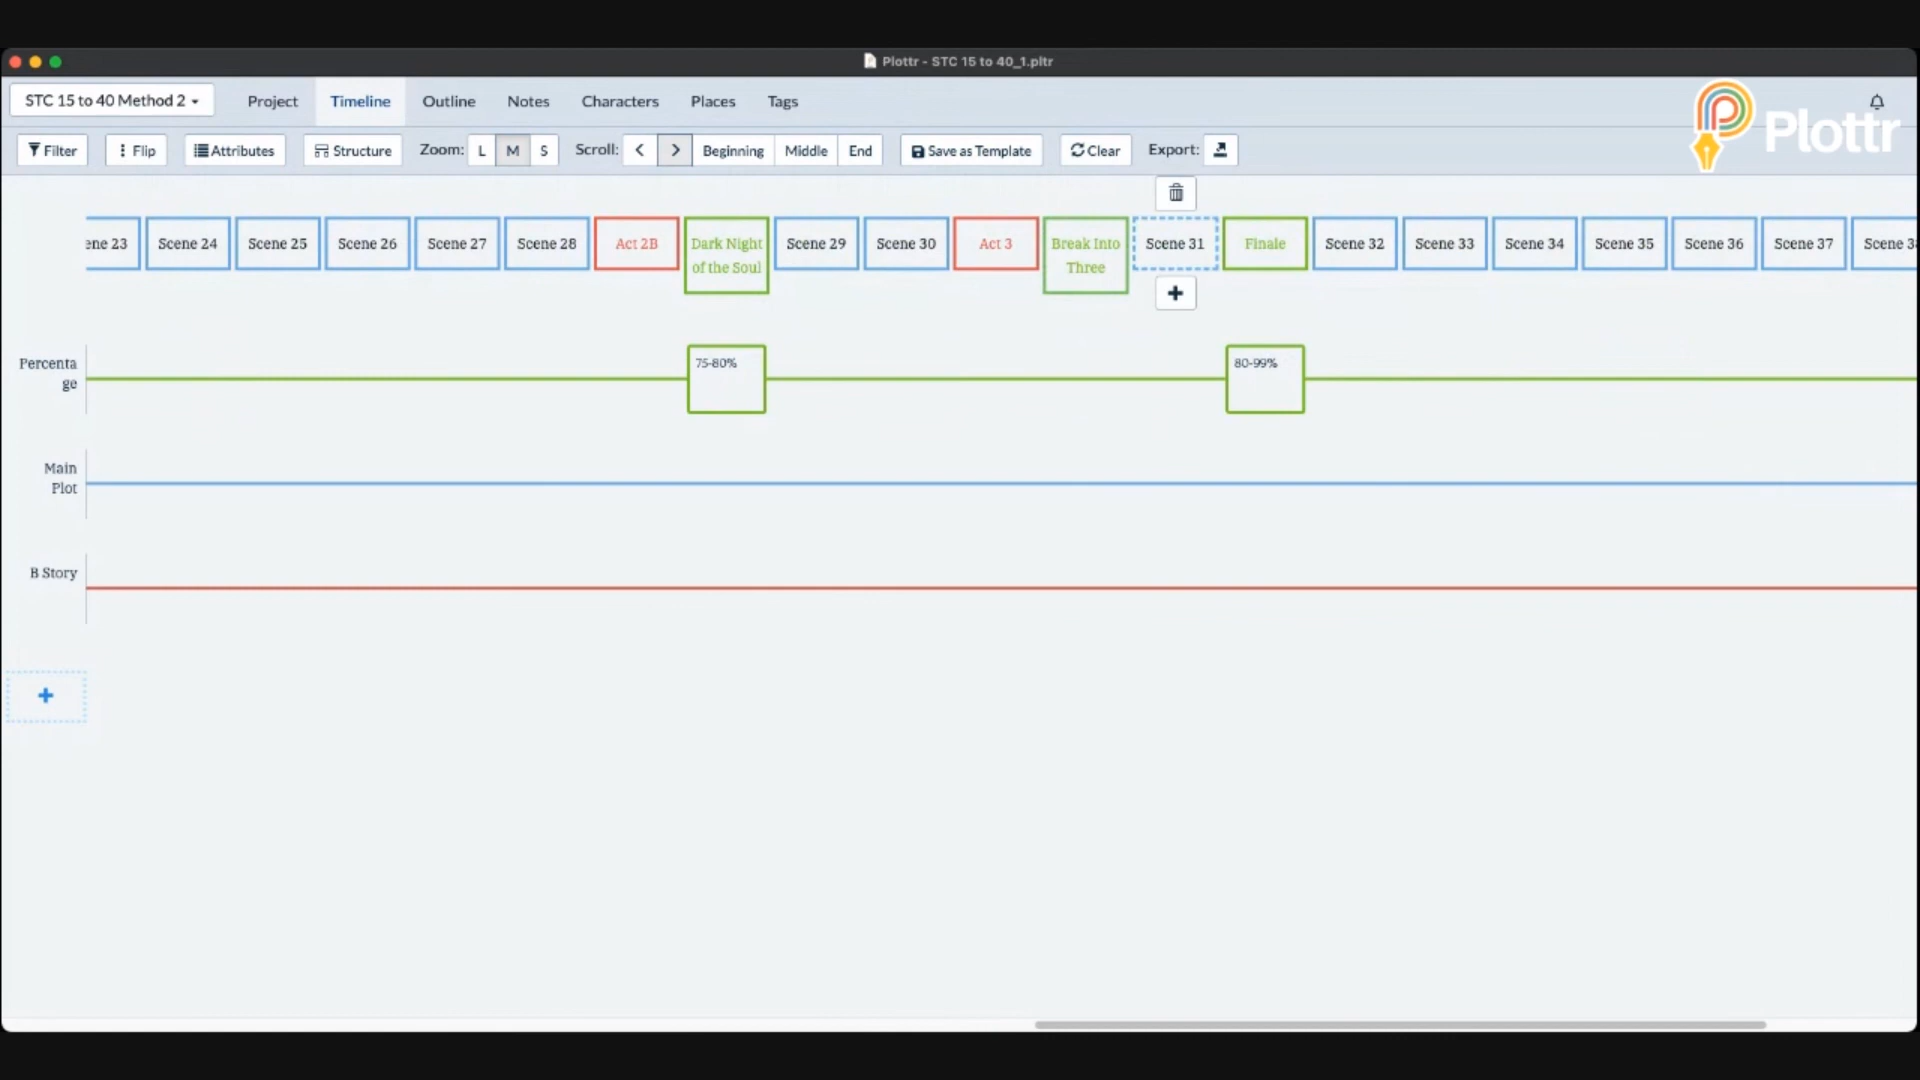 Plottr - STC 15 to 40_1.pltr
STC 15 to 40 Method 2
Project
Timeline
Outline
Notes
Characters
Places
Tags
Plottr
Filter
Flip
Attributes
Structure
Zoom:
L
M
S
Scroll:
Beginning
Middle
End
Save as Template
Clear
Export:
ene 23
Scene 24
Scene 25
Scene 26
Scene 27
Scene 28
Act 2B
Dark Night
of the Soul
Scene 29
Scene 30
Act 3
Break Into
Three
Scene 31
Finale
Scene 32
Scene 33
Scene 34
Scene 35
Scene 36
Scene 37
Scene 3
Percenta
ge
75-80%
80-99%
Main
Plot
B Story